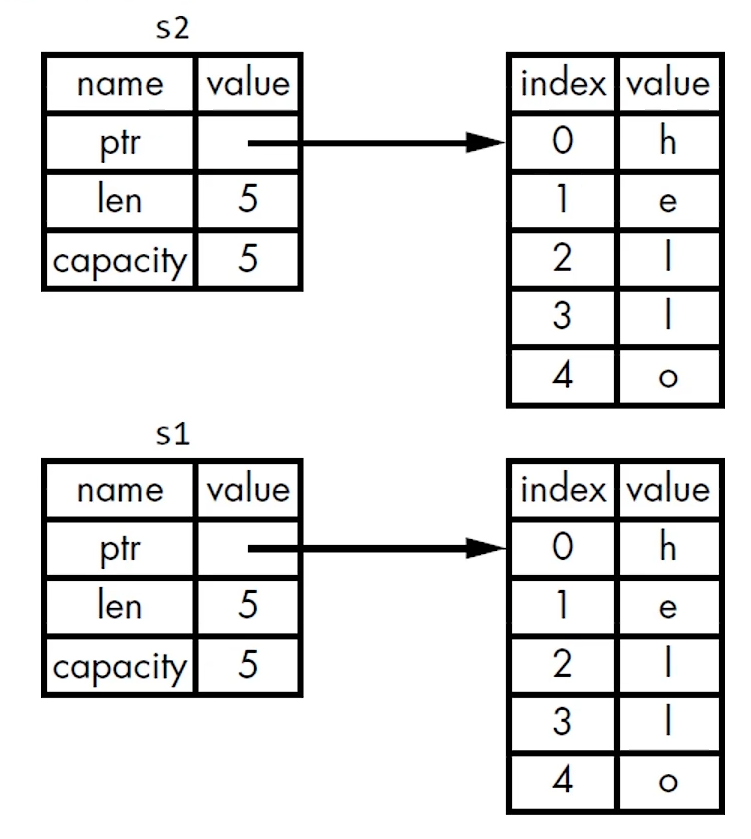 s2
name value
ptr
len 5
capacity 5
index value
0 h
1 e
2 l
3 l
4 o
s1
name value
ptr
len 5
capacity 5
index value
0 h
1 e
2 l
3 l
4 o